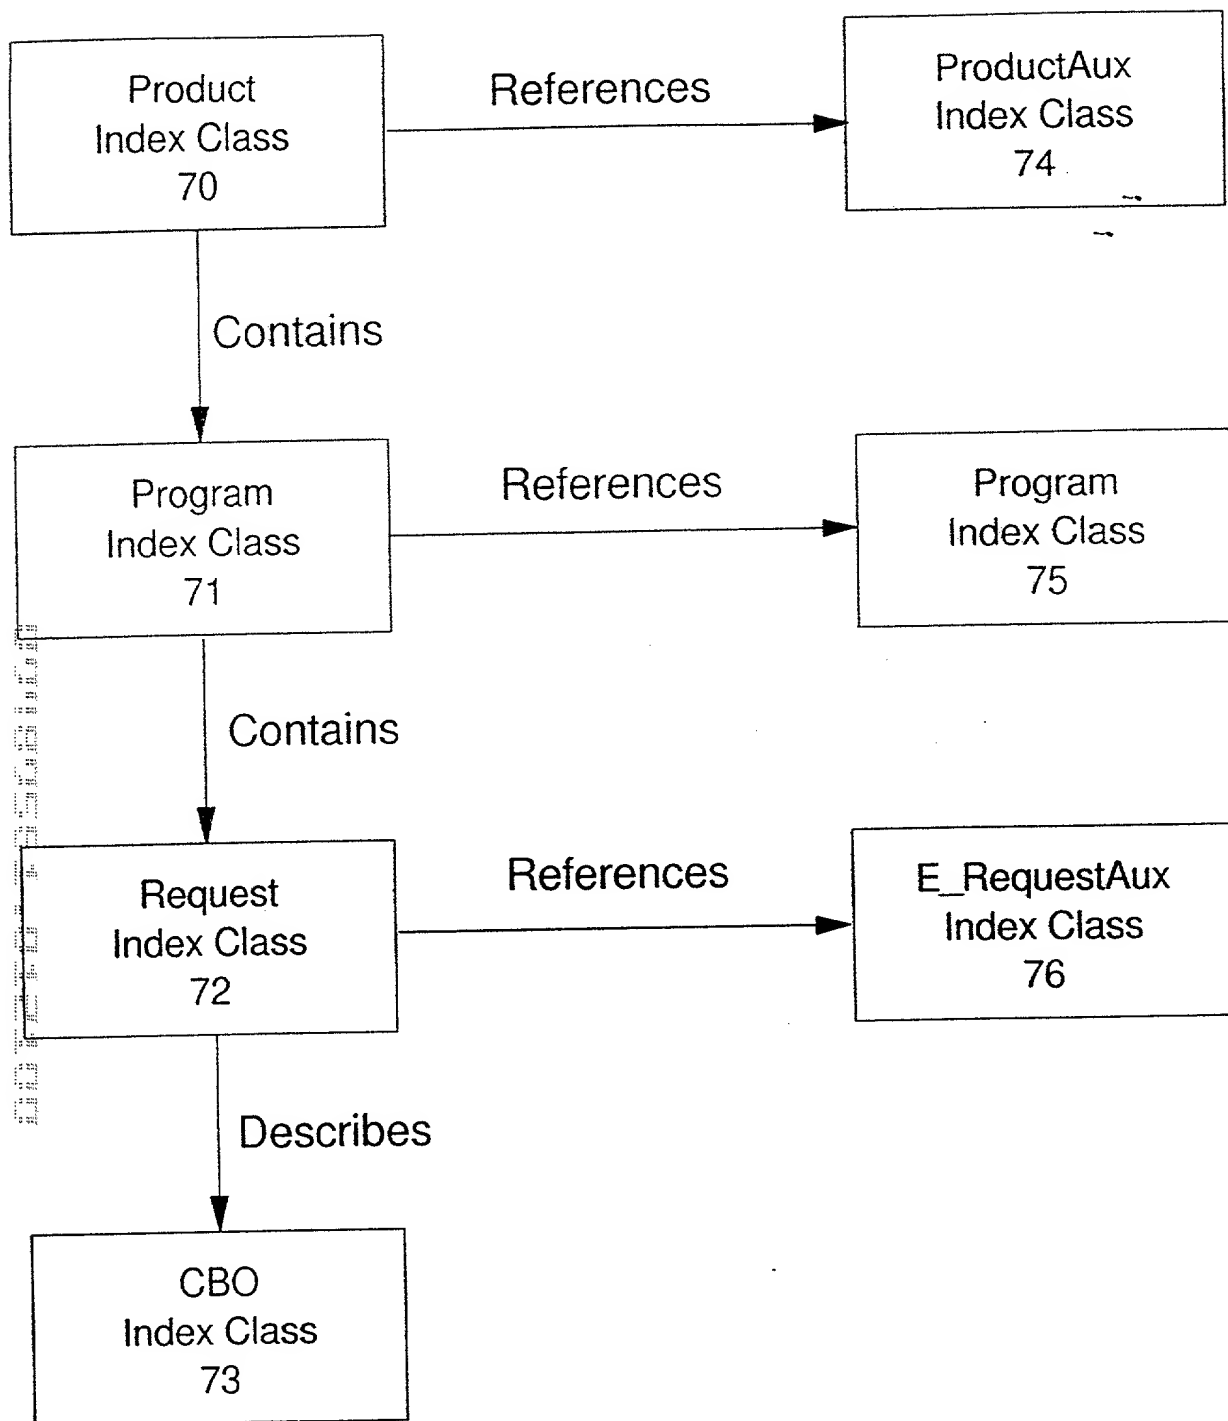 Product
Index Class
70
References
ProductAux
Index Class
74
Contains
Program
Index Class
71
References
Program
Index Class
75
Contains
Request
Index Class
72
References
E_RequestAux
Index Class
76
Describes
CBO
Index Class
73